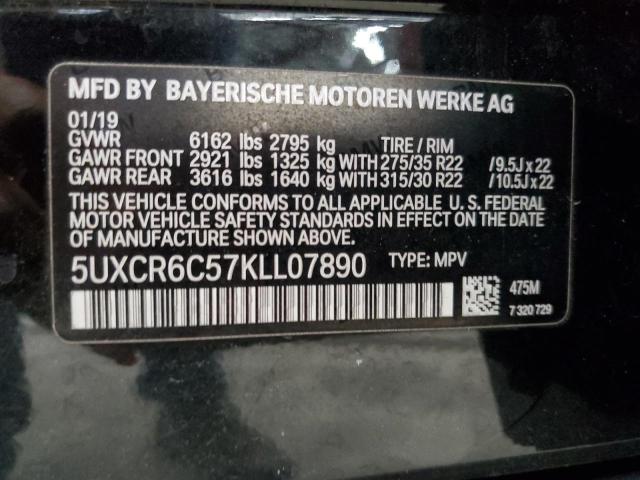 MFD BY BAYERISCHE MOTOREN WERKE AG
01/19
GVWR 6162 lbs 2795 kg TIRE / RIM
GAWR FRONT 2921 lbs 1325 kg WITH 275/35 R22 /9.5J x 22
GAWR REAR 3616 lbs 1640 kg WITH 315/30 R22 /10.5J x 22
THIS VEHICLE CONFORMS TO ALL APPLICABLE U. S. FEDERAL
MOTOR VEHICLE SAFETY STANDARDS IN EFFECT ON THE
DATE OF MANUFACTURE SHOWN ABOVE.
5UXCR6C57KLL07890 TYPE: MPV
475M
7 320 729